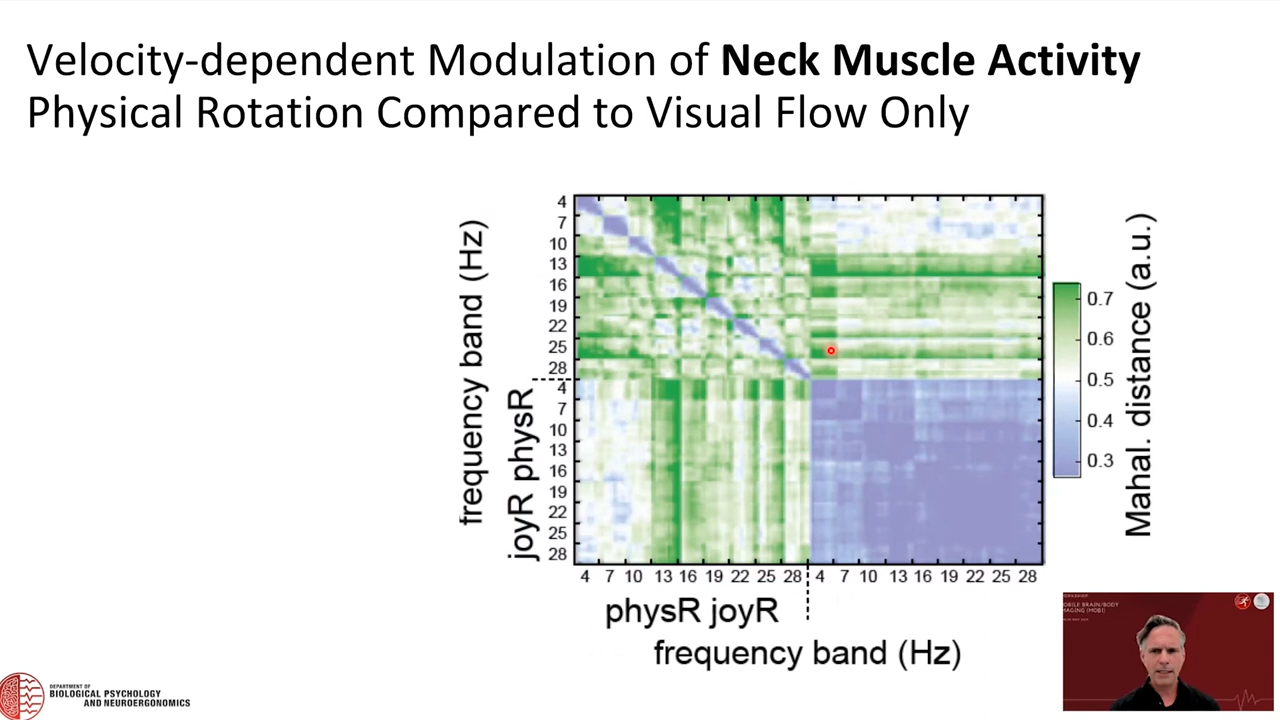 Velocity-dependent Modulation of Neck Muscle Activity
Physical Rotation Compared to Visual Flow Only
frequency band (Hz)
joyR physR
4
7
10
13
16
19
22
25
28
4
7
10
13
16
19
22
25
28
4 7 10 13 16 19 22 25 28 4 7 10 13 16 19 22 25 28
physR joyR
frequency band (Hz)
0.7
0.6
0.5
0.4
0.3
Mahal. distance (a.u.)
DEPARTMENT OF
BIOLOGICAL PSYCHOLOGY
AND NEUROERGONOMICS
OBILE BRAIN/BODY
MAGING (MOBI)